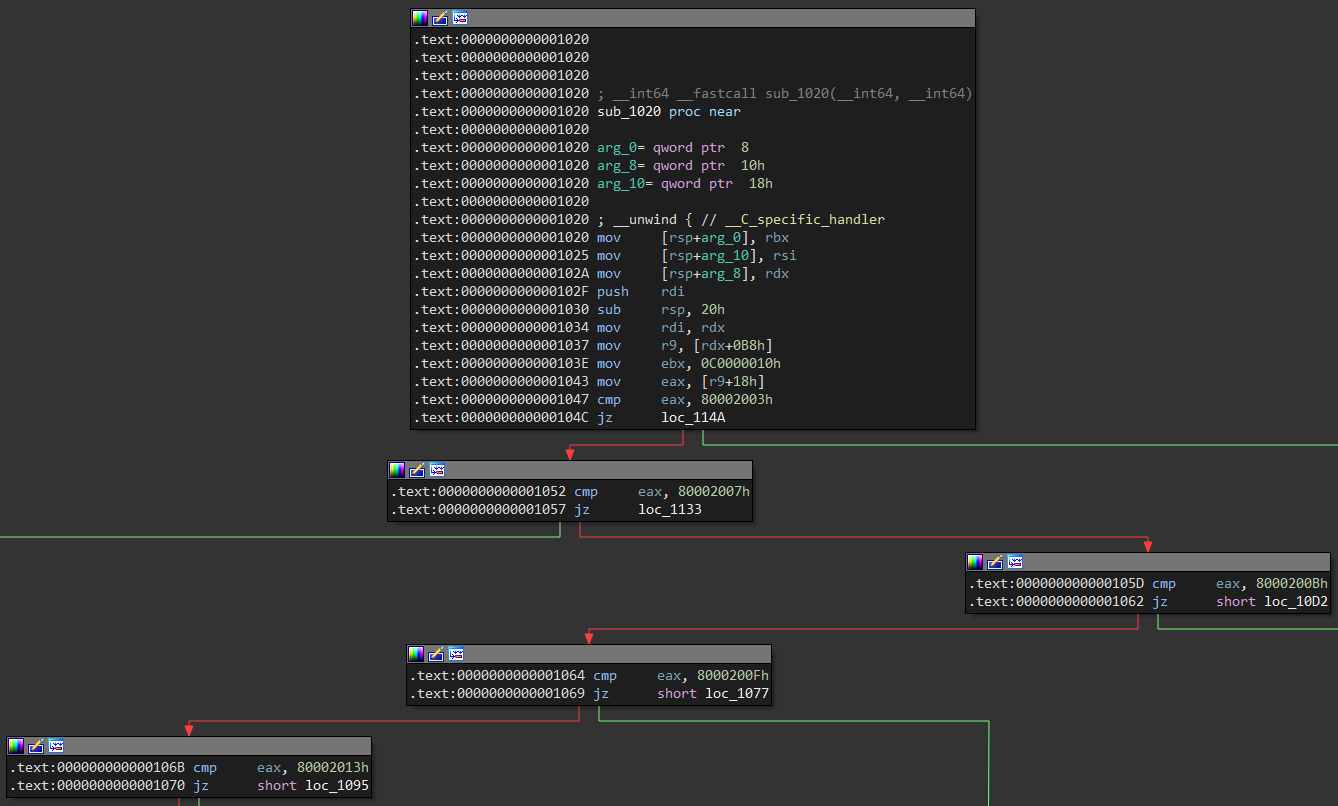 .text:0000000000001020
.text:0000000000001020
.text:0000000000001020
.text:0000000000001020 ; __int64 __fastcall sub_1020(__int64, __int64)
.text:0000000000001020 sub_1020 proc near
.text:0000000000001020
.text:0000000000001020 arg_0= qword ptr  8
.text:0000000000001020 arg_8= qword ptr  10h
.text:0000000000001020 arg_10= qword ptr  18h
.text:0000000000001020
.text:0000000000001020 ; __unwind { // __C_specific_handler
.text:0000000000001020 mov     [rsp+arg_0], rbx
.text:0000000000001025 mov     [rsp+arg_10], rsi
.text:000000000000102A mov     [rsp+arg_8], rdx
.text:000000000000102F push    rdi
.text:0000000000001030 sub     rsp, 20h
.text:0000000000001034 mov     rdi, rdx
.text:0000000000001037 mov     r9, [rdx+0B8h]
.text:000000000000103E mov     ebx, 0C0000010h
.text:0000000000001043 mov     eax, [r9+18h]
.text:0000000000001047 cmp     eax, 80002003h
.text:000000000000104C jz      loc_114A
.text:0000000000001052 cmp     eax, 80002007h
.text:0000000000001057 jz      loc_1133
.text:000000000000105D cmp     eax, 8000200Bh
.text:0000000000001062 jz      short loc_10D2
.text:0000000000001064 cmp     eax, 8000200Fh
.text:0000000000001069 jz      short loc_1077
.text:000000000000106B cmp     eax, 80002013h
.text:0000000000001070 jz      short loc_1095